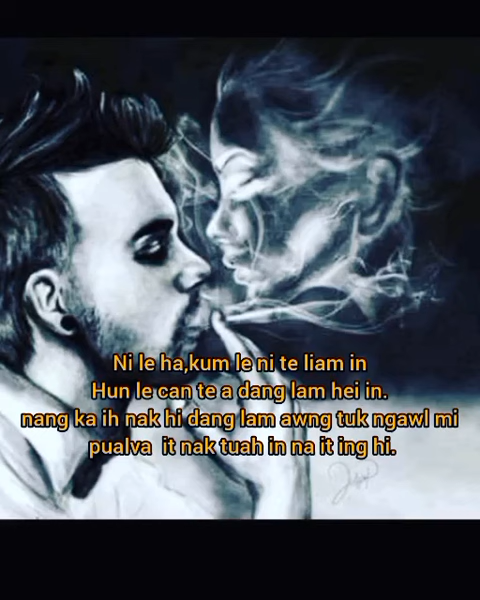 Ni le ha,kum le ni te liam in
Hun le can te a dang lam hei in.
nang ka ih nak hi dang lam awng tuk ngawl mi
pualva it nak tuah in na it ing hi.